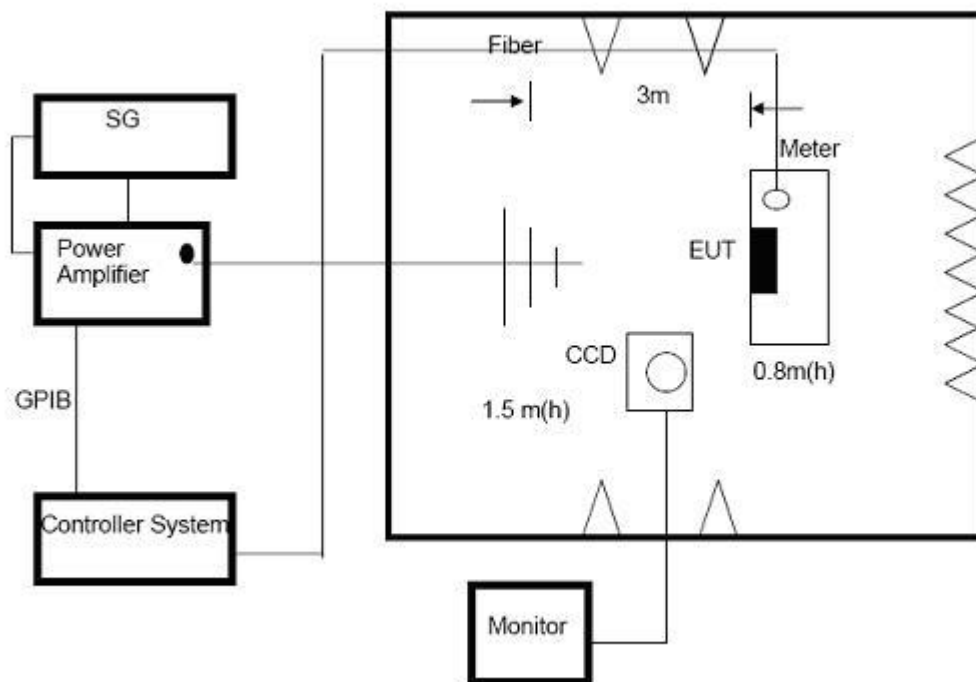 Fiber
3m
SG
Meter
Power
Amplifier
EUT
CCD
0.8m(h)
GPIB
1.5 m(h)
Controller System
Monitor